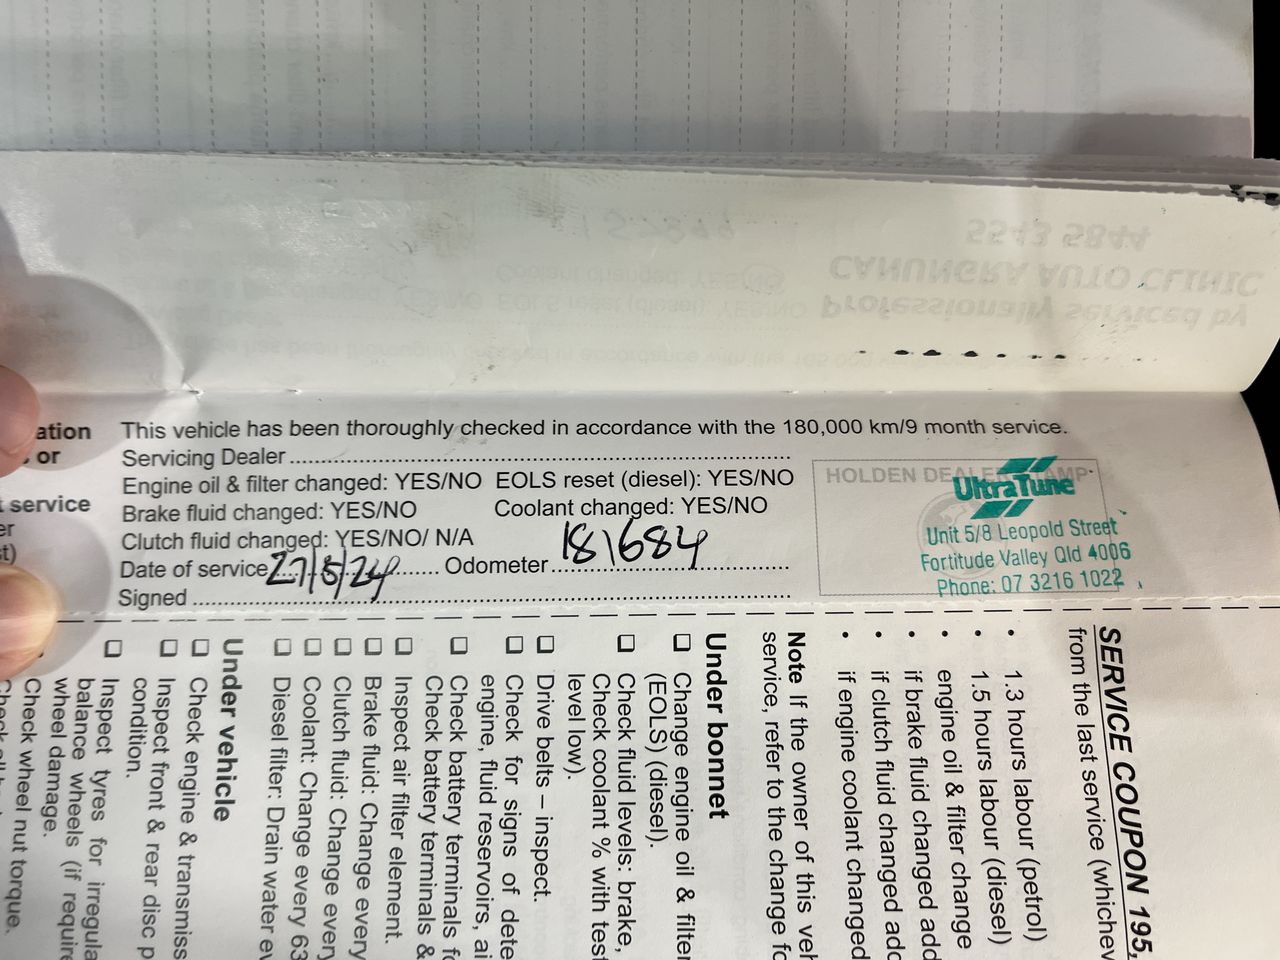 This vehicle has been thoroughly checked in accordance with the 180,000 km/9 month service.
Servicing Dealer
Engine oil & filter changed: YES/NO EOLS reset (diesel): YES/NO
Brake fluid changed: YES/NO Coolant changed: YES/NO
Clutch fluid changed: YES/NO/ N/A
Date of service 27/5/24 Odometer 181684
Signed
HOLDEN DEALER STAMP
UltraTune
Unit 5/8 Leopold Street
Fortitude Valley Qld 4006
Phone: 07 3216 1022
ation
or
service
er
t)
SERVICE COUPON 195,
from the last service (whichev
• 1.3 hours labour (petrol)
• 1.5 hours labour (diesel)
• engine oil & filter change
• if brake fluid changed add
• if clutch fluid changed add
• if engine coolant changed
Note If the owner of this veh
service, refer to the change fo
Under bonnet
❑ Change engine oil & filter
(EOLS) (diesel).
❑ Check fluid levels: brake,
Check coolant % with test
level low).
❑ Drive belts – inspect.
❑ Check for signs of dete
engine, fluid reservoirs, ai
❑ Check battery terminals fo
Check battery terminals &
❑ Inspect air filter element.
❑ Brake fluid: Change every
❑ Clutch fluid: Change every
❑ Coolant: Change every 63
❑ Diesel filter: Drain water ev
Under vehicle
❑ Check engine & transmiss
❑ Inspect front & rear disc p
condition.
❑ Inspect tyres for irregula
balance wheels (if require
wheel damage.
Check wheel nut torque.
Professionally serviced by
CANUNGRA AUTO CLINIC
5543 5844